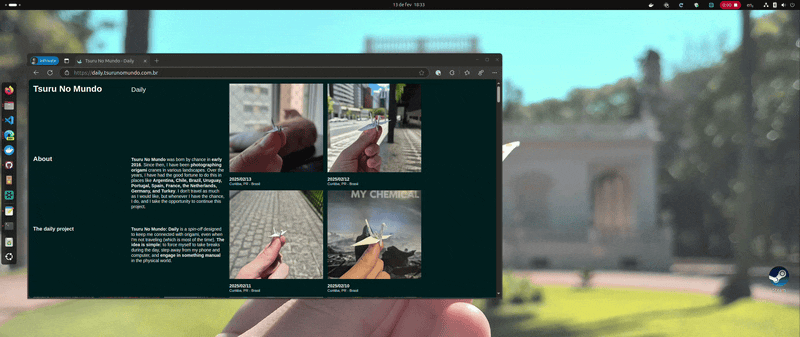 13 de fev 18:33
InPrivate
Tsuru No Mundo - Daily
https://daily.tsurunomundo.com.br
Tsuru No Mundo
Daily
2025/02/13
Curitiba, PR - Brasil
2025/02/12
Curitiba, PR - Brasil
About
Tsuru No Mundo was born by chance in early
2016. Since then, I have been photographing
origami cranes in various landscapes. Over the
years, I have had the good fortune to do this in
places like Argentina, Chile, Brazil, Uruguay,
Portugal, Spain, France, the Netherlands,
Germany, and Turkey. I don't travel as much
as I would like, but whenever I have the chance,
I do, and I take the opportunity to continue this
project.
MY CHEMICAL
The daily project
Tsuru No Mundo: Daily is a spin-off designed
to keep me connected with origami, even when
I'm not traveling (which is most of the time). The
idea is simple: to force myself to take breaks
during the day, step away from my phone and
computer, and engage in something manual
in the physical world.
2025/02/11
Curitiba, PR - Brasil
2025/02/10
Curitiba, PR - Brasil